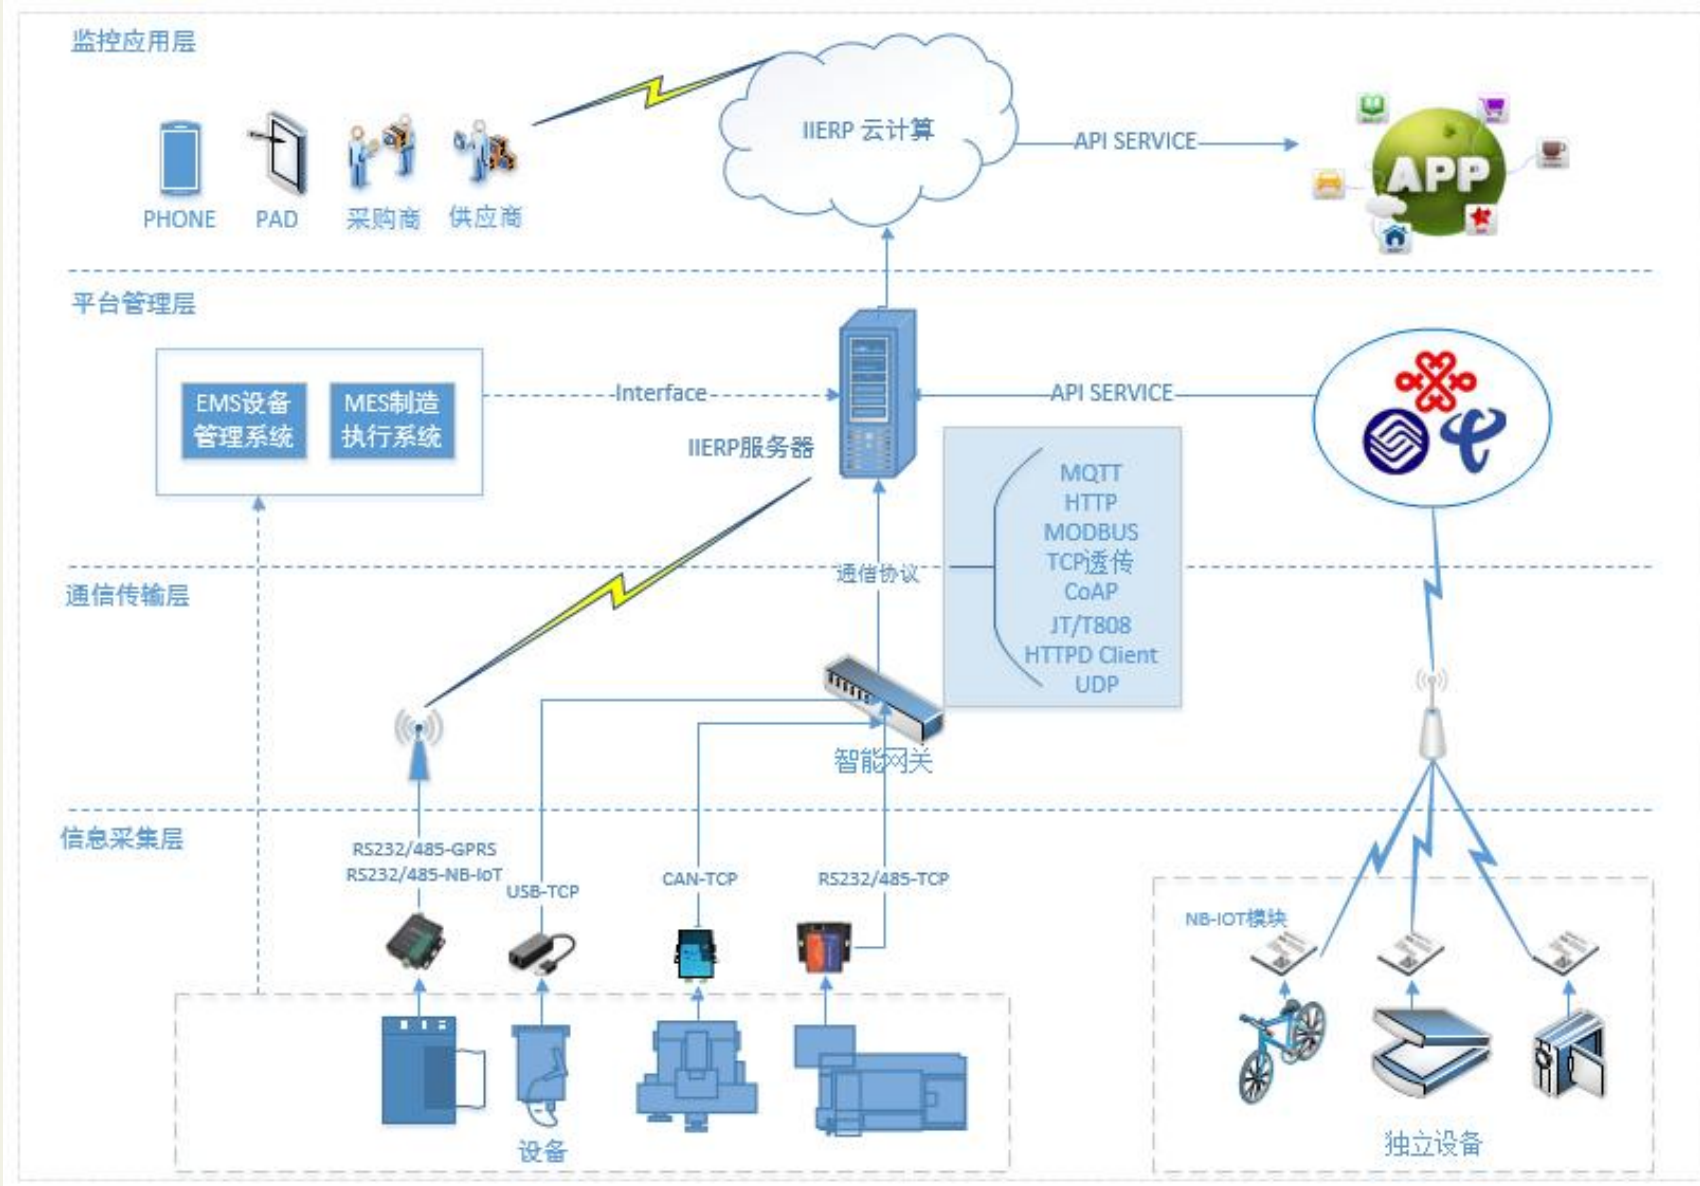 监控应用层
IIERP 云计算
API SERVICE
APP
PHONE
PAD
采购商
供应商
平台管理层
EMS设备
管理系统
MES制造
执行系统
Interface
API SERVICE
IIERP服务器
MQTT
HTTP
MODBUS
TCP透传
CoAP
JT/T808
HTTPD Client
UDP
通信协议
通信传输层
智能网关
信息采集层
RS232/485-GPRS
RS232/485-NB-IoT
USB-TCP
CAN-TCP
RS232/485-TCP
NB-IOT模块
设备
独立设备